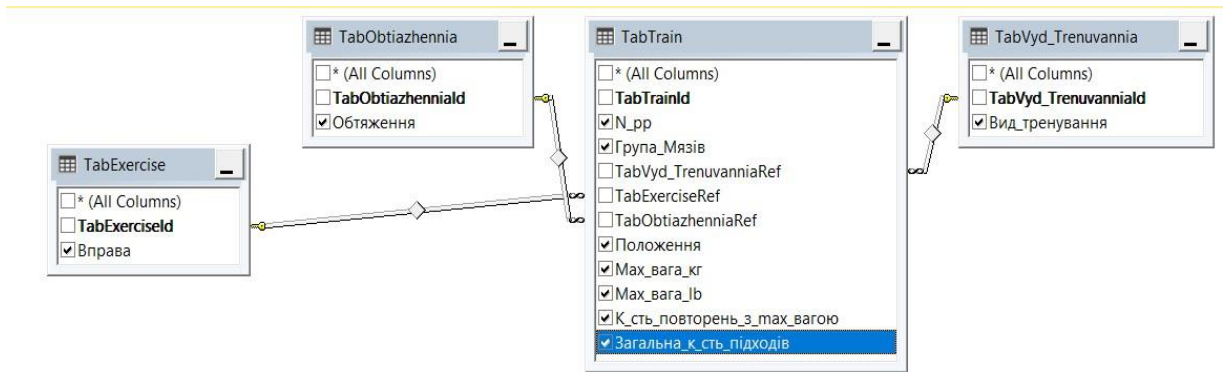 TabObtiazhennia
* (All Columns)
TabObtiazhenniaId
Обтяження
TabTrain
* (All Columns)
TabTrainId
N_pp
Група_Мязів
TabVyd_TrenuvanniaRef
TabExerciseRef
TabObtiazhenniaRef
Положення
Max_вага_кг
Max_вага_lb
К_сть_повторень_з_max_вагою
Загальна_к_сть_підходів
TabVyd_Trenuvannia
* (All Columns)
TabVyd_TrenuvanniaId
Вид_тренування
TabExercise
* (All Columns)
TabExerciseId
Вправа